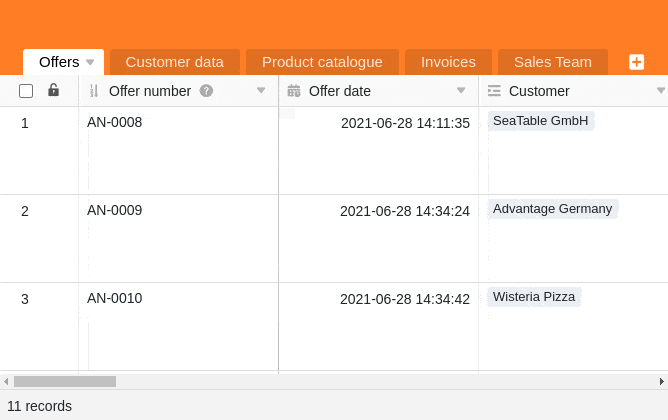 Offers Customer data Product catalogue Invoices Sales Team
Offer number Offer date Customer
1 AN-0008 2021-06-28 14:11:35 SeaTable GmbH
2 AN-0009 2021-06-28 14:34:24 Advantage Germany
3 AN-0010 2021-06-28 14:34:42 Wisteria Pizza
11 records